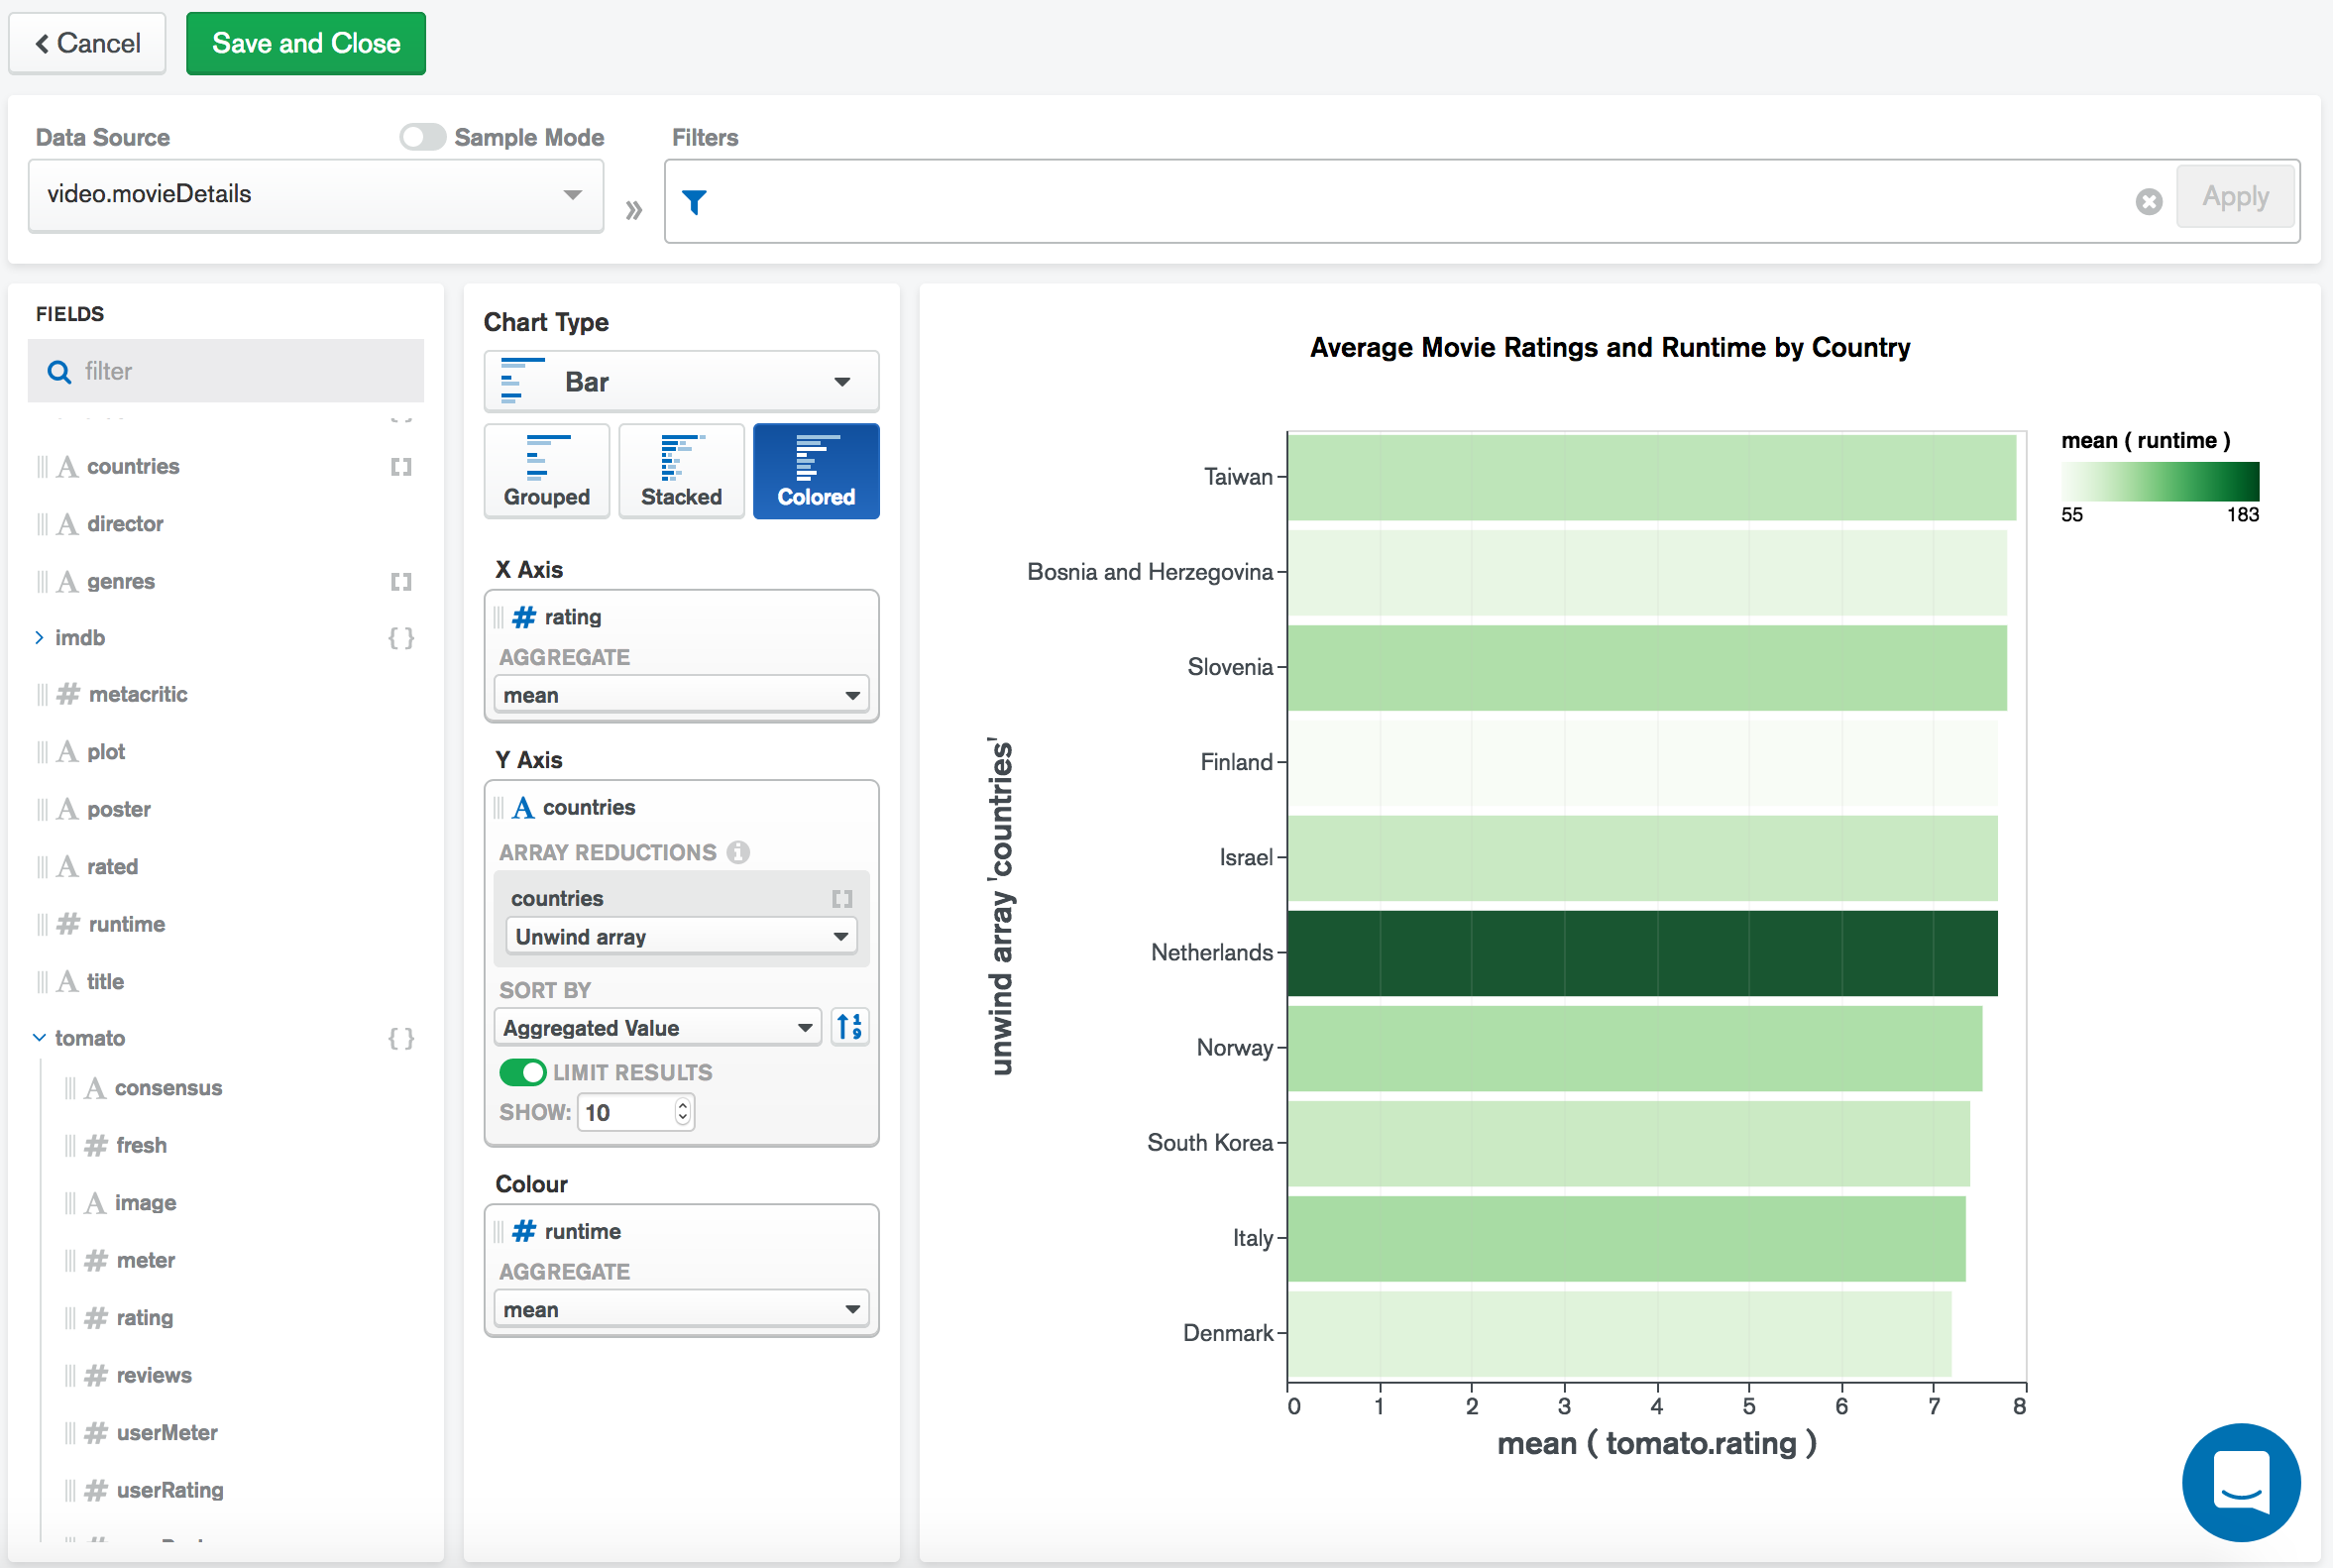 Cancel
Save and Close
Data Source
Sample Mode
Filters
video.movieDetails
»
Apply
FIELDS
filter
A countries []
A director
A genres []
imdb {}
# metacritic
A plot
A poster
A rated
# runtime
A title
tomato {}
A consensus
# fresh
A image
# meter
# rating
# reviews
# userMeter
# userRating
Chart Type
Bar
Grouped
Stacked
Colored
X Axis
# rating
AGGREGATE
mean
Y Axis
A countries
ARRAY REDUCTIONS i
countries []
Unwind array
SORT BY
Aggregated Value
1
9
LIMIT RESULTS
SHOW: 10
Colour
# runtime
AGGREGATE
mean
Average Movie Ratings and Runtime by Country
unwind array 'countries'
Taiwan
Bosnia and Herzegovina
Slovenia
Finland
Israel
Netherlands
Norway
South Korea
Italy
Denmark
0 1 2 3 4 5 6 7 8
mean ( tomato.rating )
mean ( runtime )
55 183